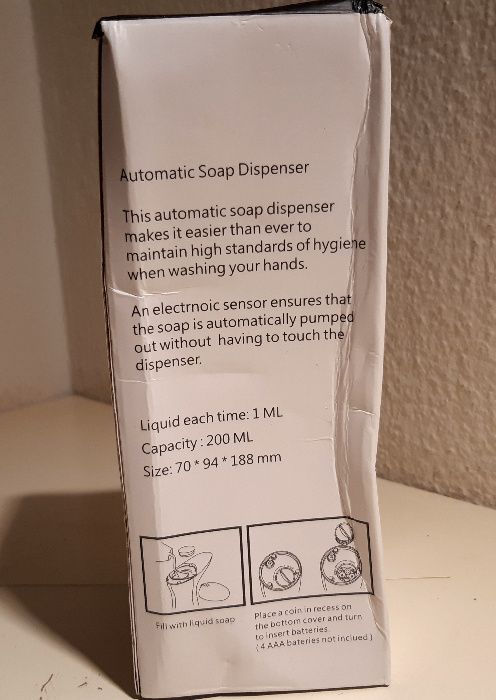 Automatic Soap Dispenser
This automatic soap dispenser
makes it easier than ever to
maintain high standards of hygiene
when washing your hands.
An electrnoic sensor ensures that
the soap is automatically pumped
out without having to touch the
dispenser.
Liquid each time: 1 ML
Capacity : 200 ML
Size: 70 * 94 * 188 mm
Fill with liquid soap
Place a coin in recess on
the bottom cover and turn
to insert batteries.
( 4 AAA bateries not inclued )